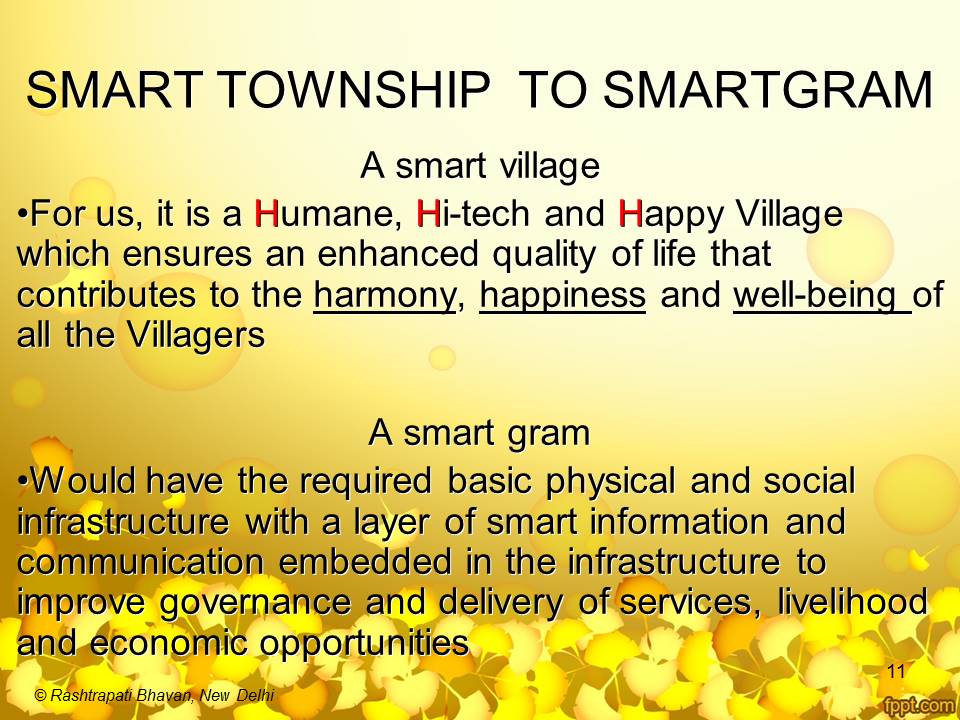 SMART TOWNSHIP TO SMARTGRAM
A smart village
•For us, it is a Humane, Hi-tech and Happy Village
which ensures an enhanced quality of life that
contributes to the harmony, happiness and well-being of
all the Villagers
A smart gram
•Would have the required basic physical and social
infrastructure with a layer of smart information and
communication embedded in the infrastructure to
improve governance and delivery of services, livelihood
and economic opportunities
11
© Rashtrapati Bhavan, New Delhi
fppt.com